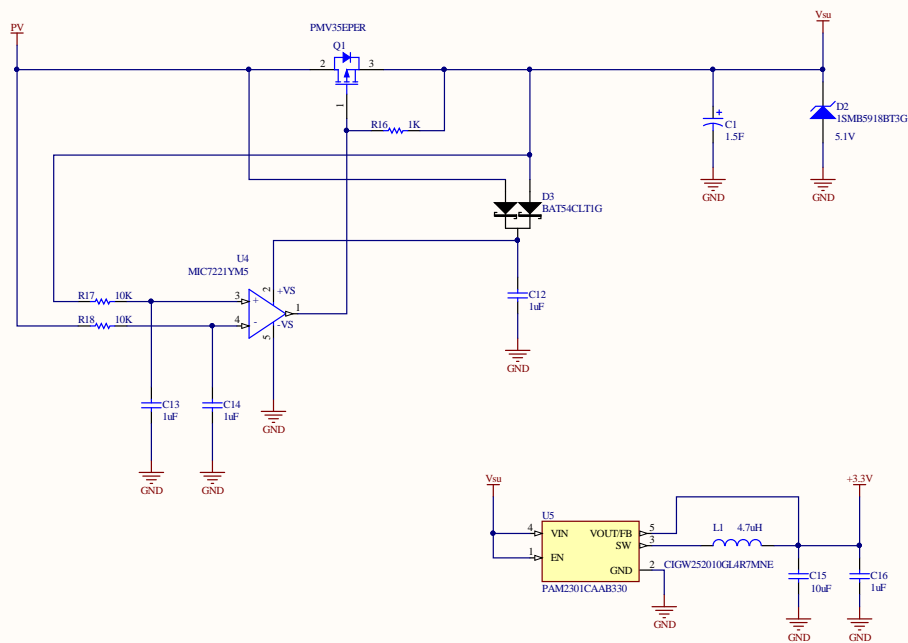 PV
PMV35EPER
Q1
2
3
1
Vsu
R16
1K
C1
1.5F
D2
1SMB5918BT3G
5.1V
GND
GND
D3
BAT54CLT1G
U4
MIC7221YM5
R17
10K
R18
10K
3
4
+
-
2
+VS
-VS
5
1
C12
1uF
GND
C13
1uF
C14
1uF
GND
GND
GND
Vsu
+3.3V
U5
4
VIN
1
EN
VOUT/FB
5
SW
3
GND
2
PAM2301CAAB330
L1
4.7uH
CIGW252010GL4R7MNE
C15
10uF
C16
1uF
GND
GND
GND